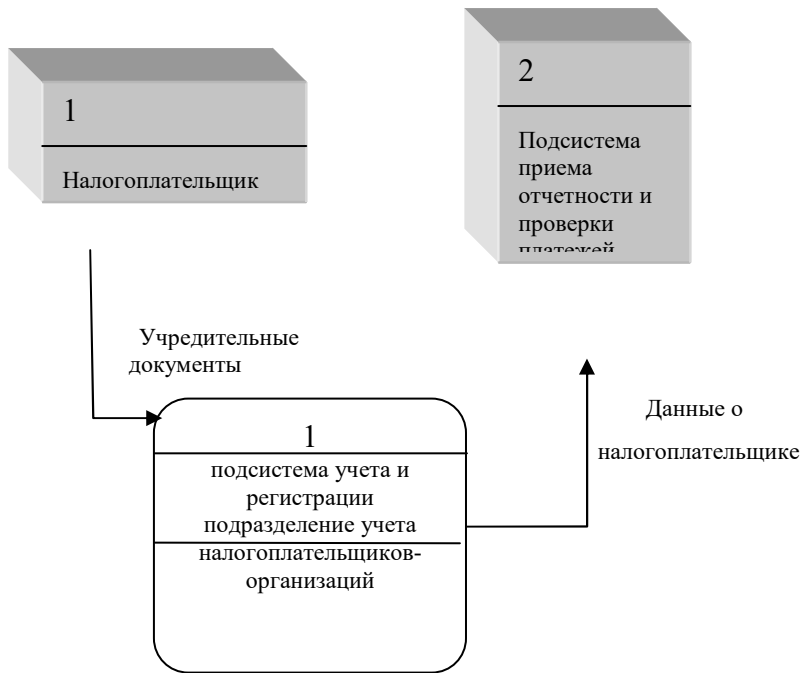 1
Налогоплательщик
2
Подсистема
приема
отчетности и
проверки
платежей
Учредительные
документы
1
подсистема учета и
регистрации
подразделение учета
налогоплательщиков-
организаций
Данные о
налогоплательщике